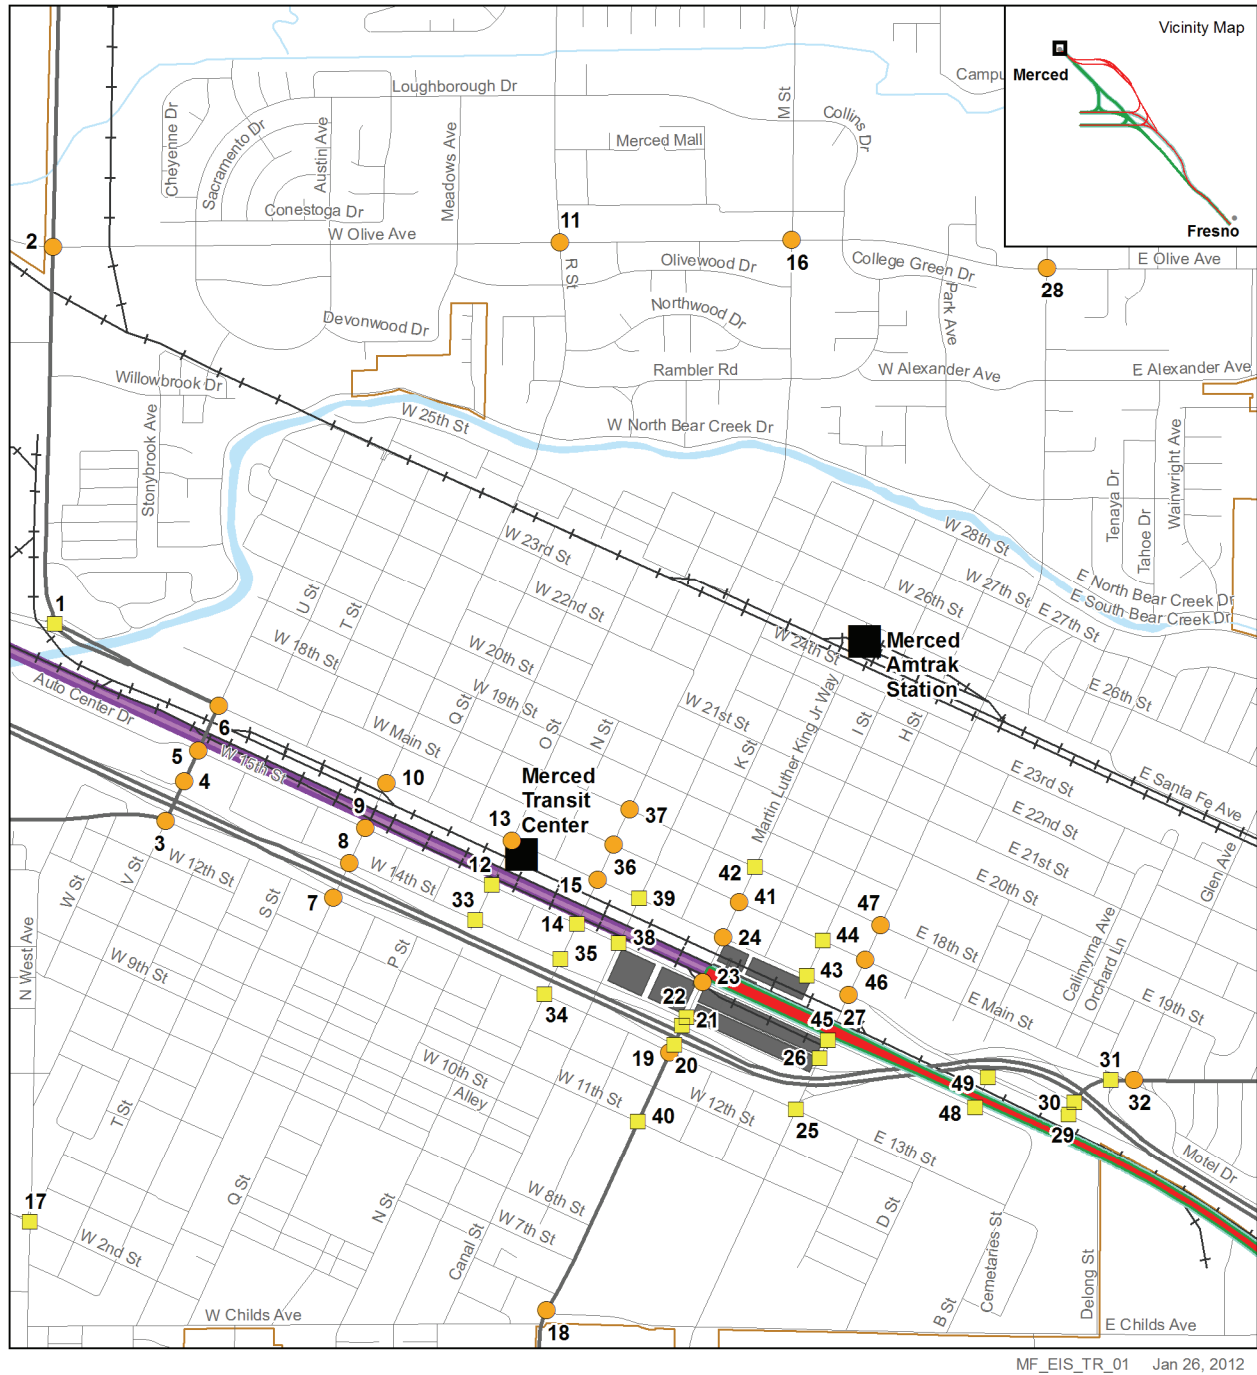 Vicinity Map
Merced
Fresno
Loughborough Dr
Campu
Cheyenne Dr
Sacramento Dr
Austin Ave
Meadows Ave
M St
Collins Dr
Merced Mall
Conestoga Dr
W Olive Ave
2
11
16
28
R St
Olivewood Dr
College Green Dr
E Olive Ave
Park Ave
Northwood Dr
Devonwood Dr
Willowbrook Dr
Rambler Rd
W Alexander Ave
E Alexander Ave
W 25th St
W North Bear Creek Dr
Stonybrook Ave
Tenaya Dr
Tahoe Dr
Wainwright Ave
W 23rd St
W 28th St
W 22nd St
W 27th St
W 26th St
E North Bear Creek Dr
E South Bear Creek Dr
E 27th St
1
U St
T St
W 18th St
W 20th St
W 24th St
Merced
Amtrak
Station
E 26th St
Auto Center Dr
W 19th St
Q St
W 21st St
Martin Luther King Jr Way
I St
H St
6
W Main St
O St
N St
K St
5
W 15th St
4
E 23rd St
E Santa Fe Ave
10
Merced
Transit
Center
E 22nd St
9
13
37
3
8
E 21st St
Glen Ave
W 12th St
W 14th St
12
15
36
42
V St
W St
S St
7
33
39
41
47
E 20th St
Calimyrna Ave
Orchard Ln
14
38
24
44
E 18th St
N West Ave
W 9th St
P St
35
23
43
46
34
22
21
45
27
E Main St
E 19th St
W 10th St
Alley
19
20
26
31
32
W 11th St
W 12th St
49
30
T St
40
25
48
29
E 13th St
Motel Dr
17
Q St
N St
W 8th St
W 7th St
Canal St
D St
W 2nd St
B St
Cemetaries St
Delong St
W Childs Ave
18
E Childs Ave
MF_EIS_TR_01 Jan 26, 2012